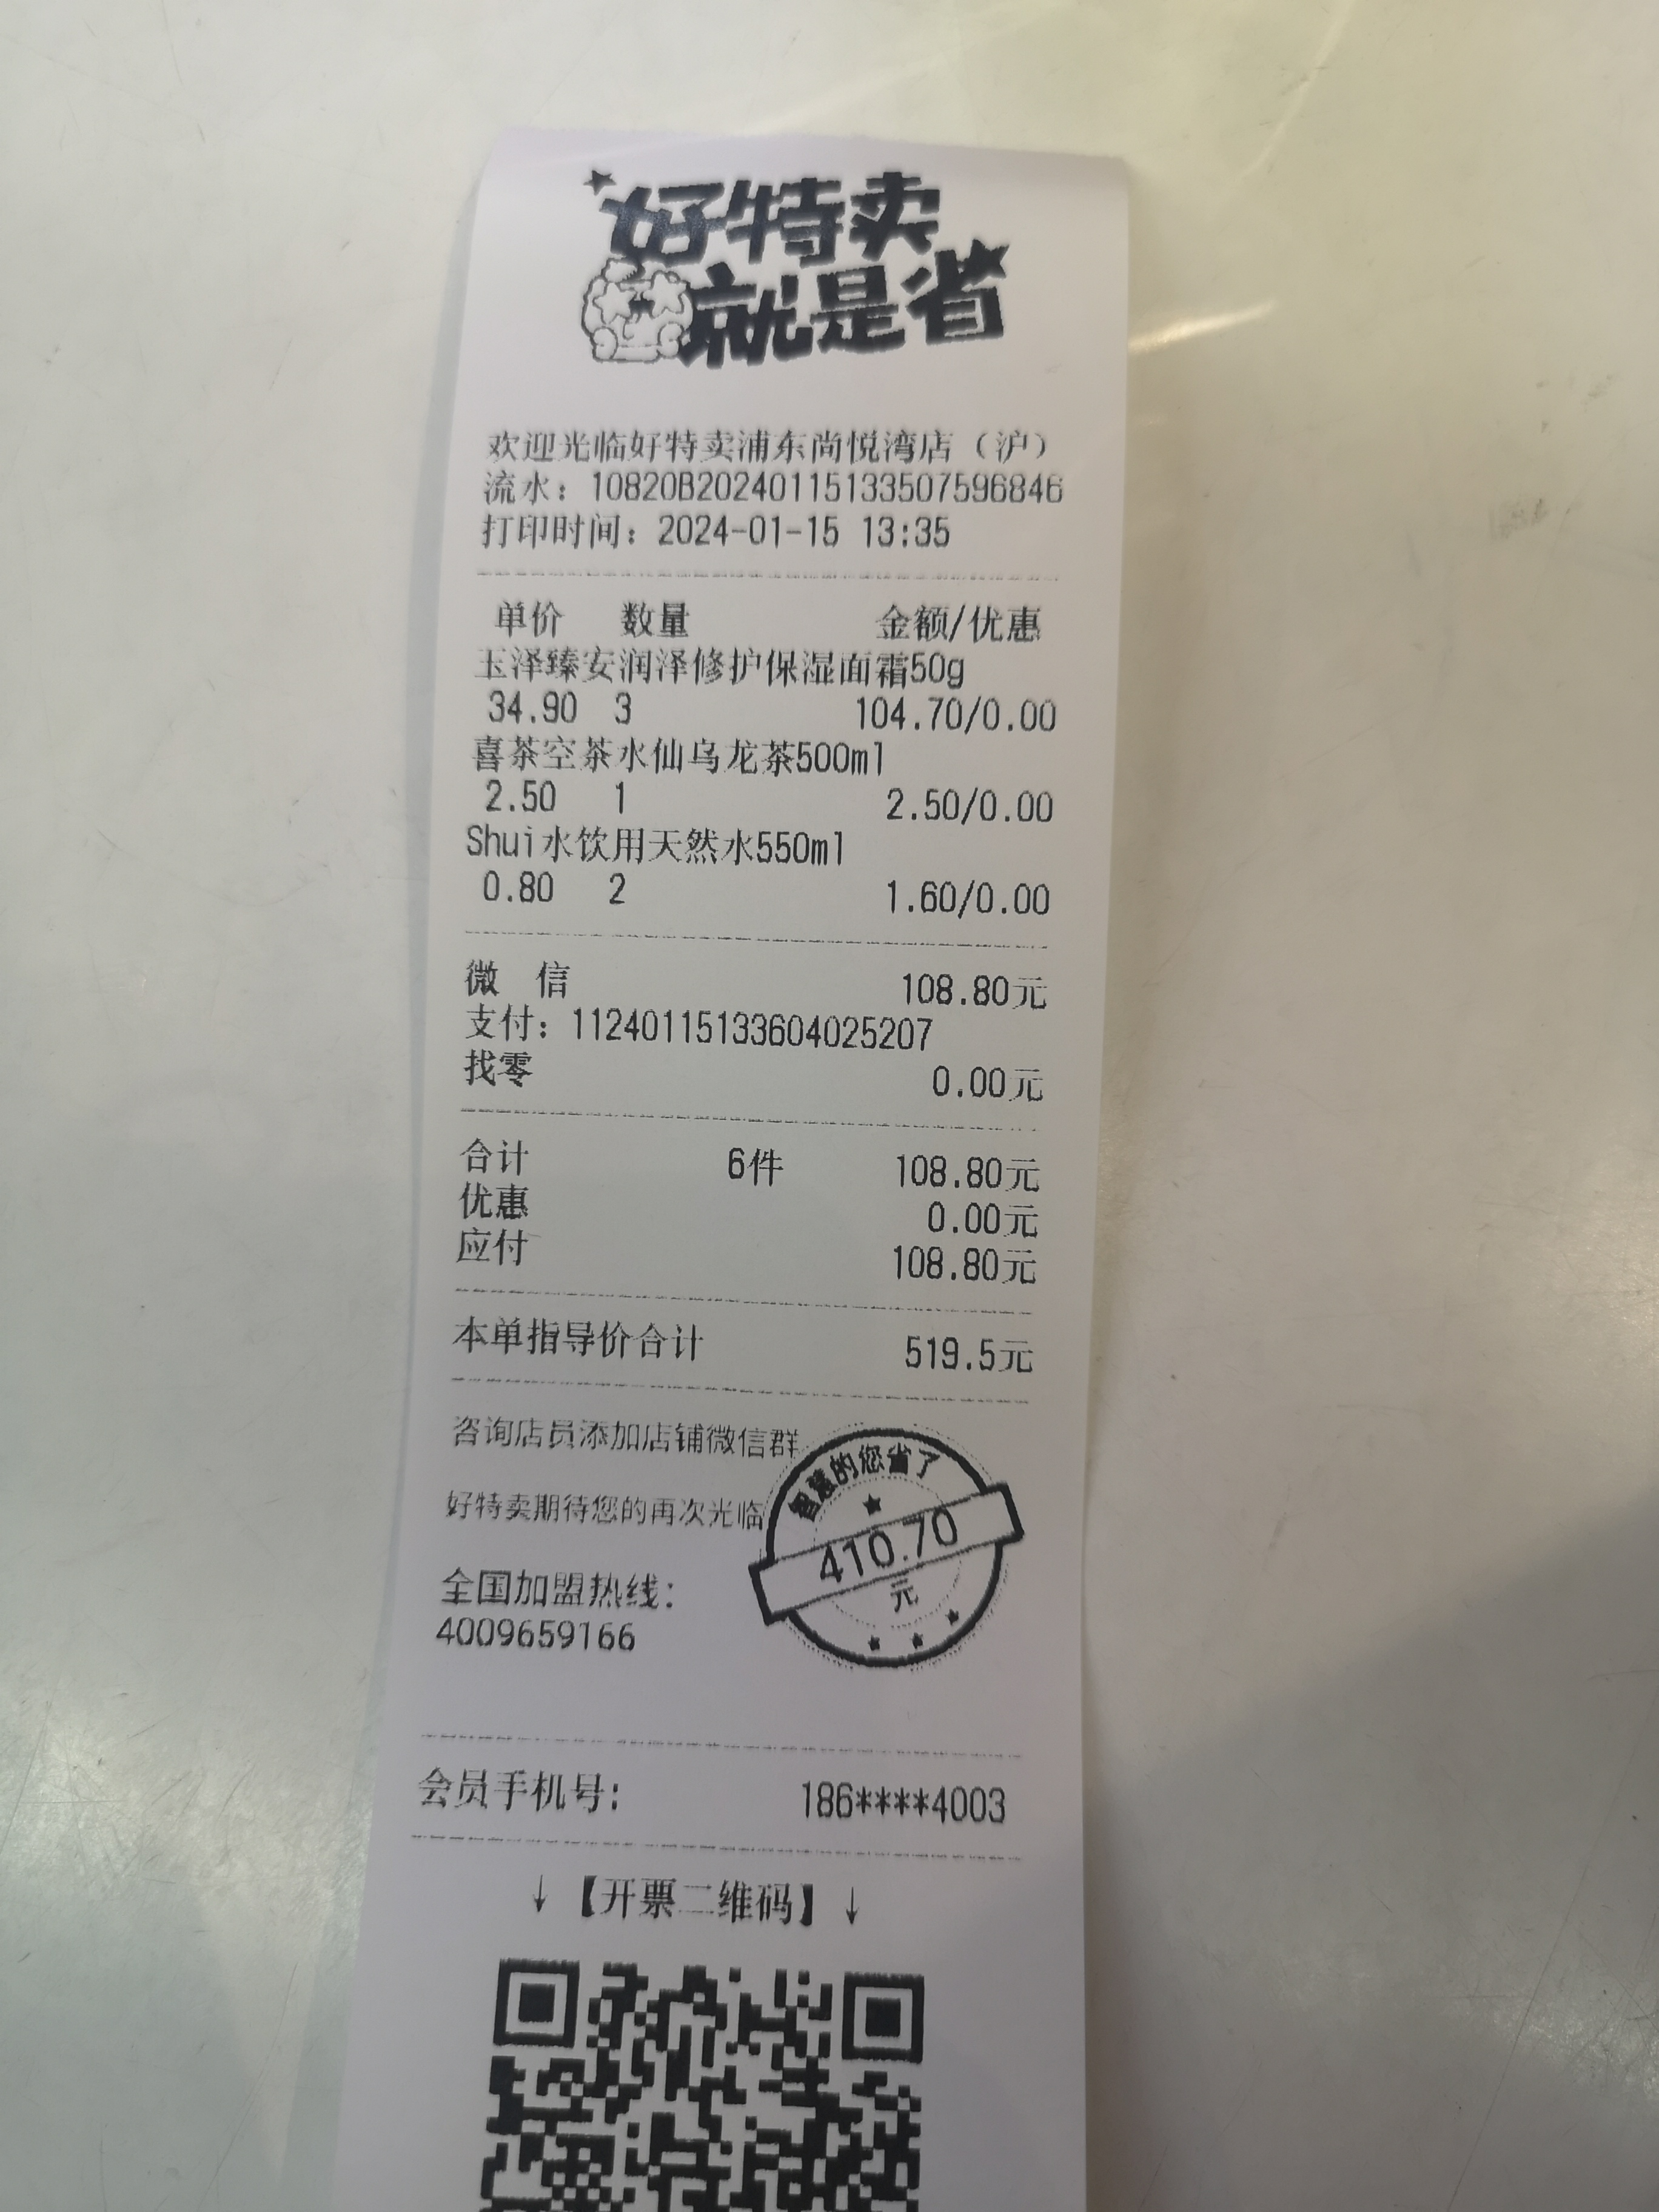 好特卖
就是省
欢迎光临好特卖浦东尚悦湾店（沪）
流水：10820B20240115133507596846
打印时间：2024-01-15 13:35
单价 数量 金额/优惠
玉泽臻安润泽修护保湿面霜50g
34.90 3 104.70/0.00
喜茶空茶水仙乌龙茶500ml
2.50 1 2.50/0.00
Shui水饮用天然水550ml
0.80 2 1.60/0.00
微 信 108.80元
支付：11240115133604025207
找零 0.00元
合计 6件 108.80元
优惠 0.00元
应付 108.80元
本单指导价合计 519.5元
咨询店员添加店铺微信群
好特卖期待您的再次光临
智慧的您省了
410.70
元
全国加盟热线：
4009659166
会员手机号： 186****4003
↓【开票二维码】↓